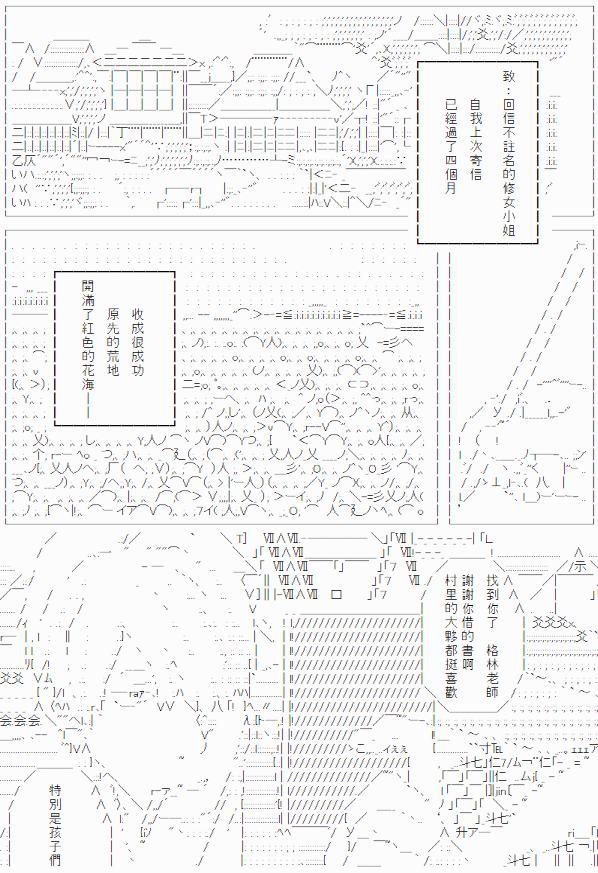 致：回信不註名的修女小姐
自我上次寄信
已經過了四個月
收成很成功
原先的荒地
開滿了紅色的花海——
找到你了 格林老師
謝謝你借的書啊
村里的大夥都挺喜歡
特別是孩子們